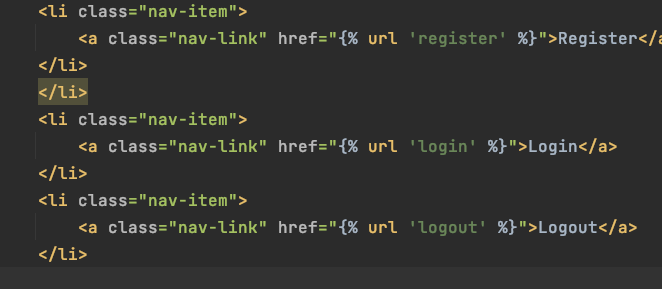 <li class="nav-item">
<a class="nav-link" href="{% url 'register' %}">Register</a
</li>
</li>
<li class="nav-item">
<a class="nav-link" href="{% url 'login' %}">Login</a>
</li>
<li class="nav-item">
<a class="nav-link" href="{% url 'logout' %}">Logout</a>
</li>